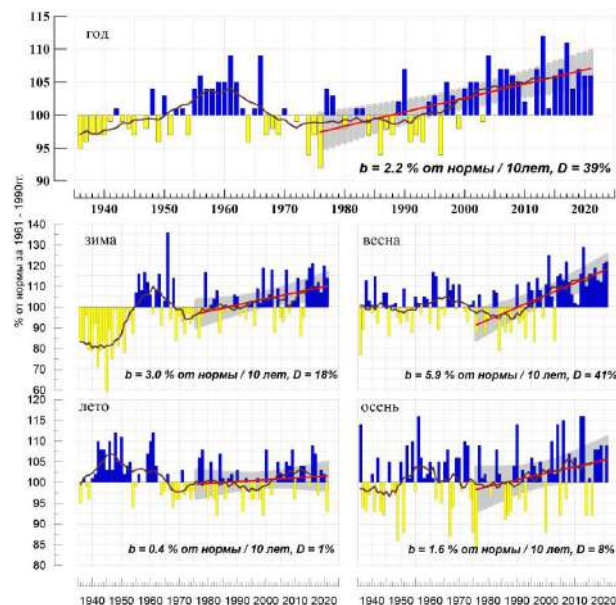 год
115
110
105
100
95
90
b = 2.2 % от нормы / 10лет, D = 39%
1940 1950 1960 1970 1980 1990 2000 2010 2020
% от нормы за 1961 - 1990гг.
зима
140
130
120
110
100
90
80
70
60
b = 3.0 % от нормы / 10 лет, D = 18%
весна
b = 5.9 % от нормы / 10 лет, D = 41%
лето
120
115
110
105
100
95
90
85
80
b = 0.4 % от нормы / 10 лет, D = 1%
1940 1950 1960 1970 1980 1990 2000 2010 2020
осень
b = 1.6 % от нормы / 10 лет, D = 8%
1940 1950 1960 1970 1980 1990 2000 2010 2020